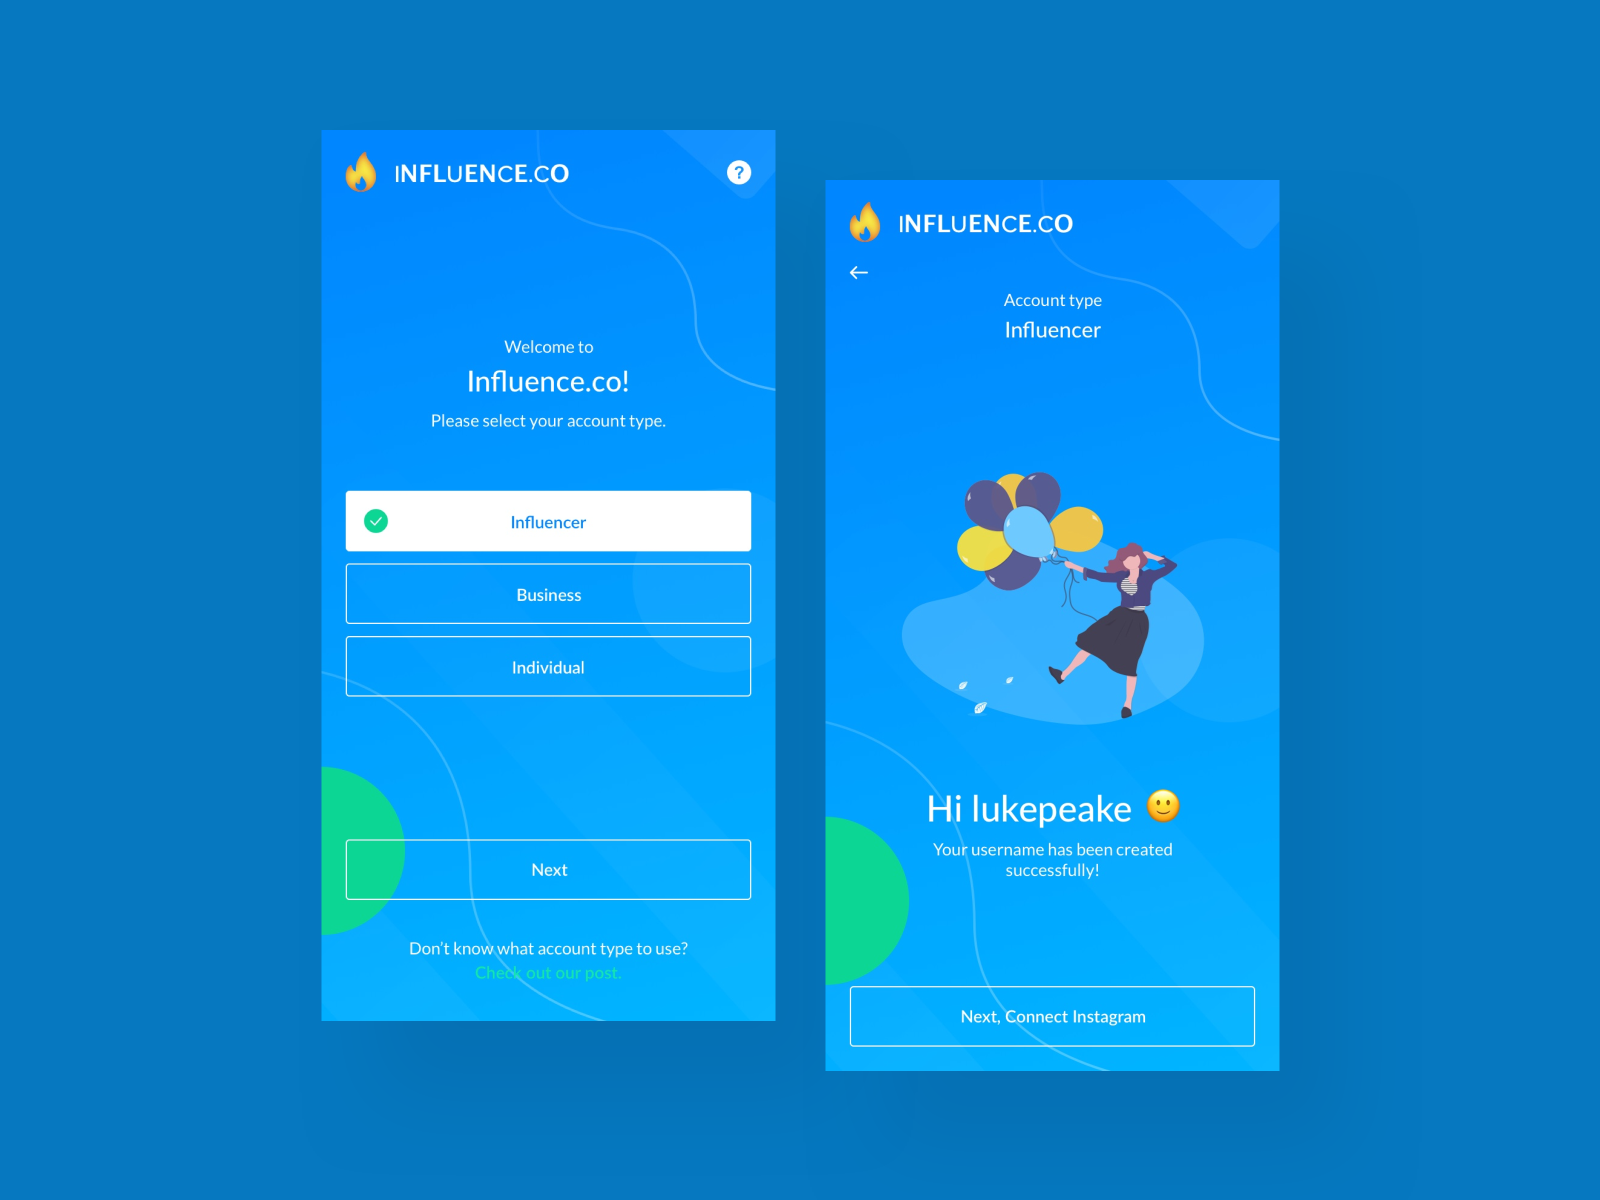 INFLUENCE.CO
?
Welcome to
Influence.co!
Please select your account type.
Influencer
Business
Individual
Next
Don't know what account type to use?
Check out our post.
INFLUENCE.CO
Account type
Influencer
Hi lukepeake
Your username has been created
successfully!
Next, Connect Instagram